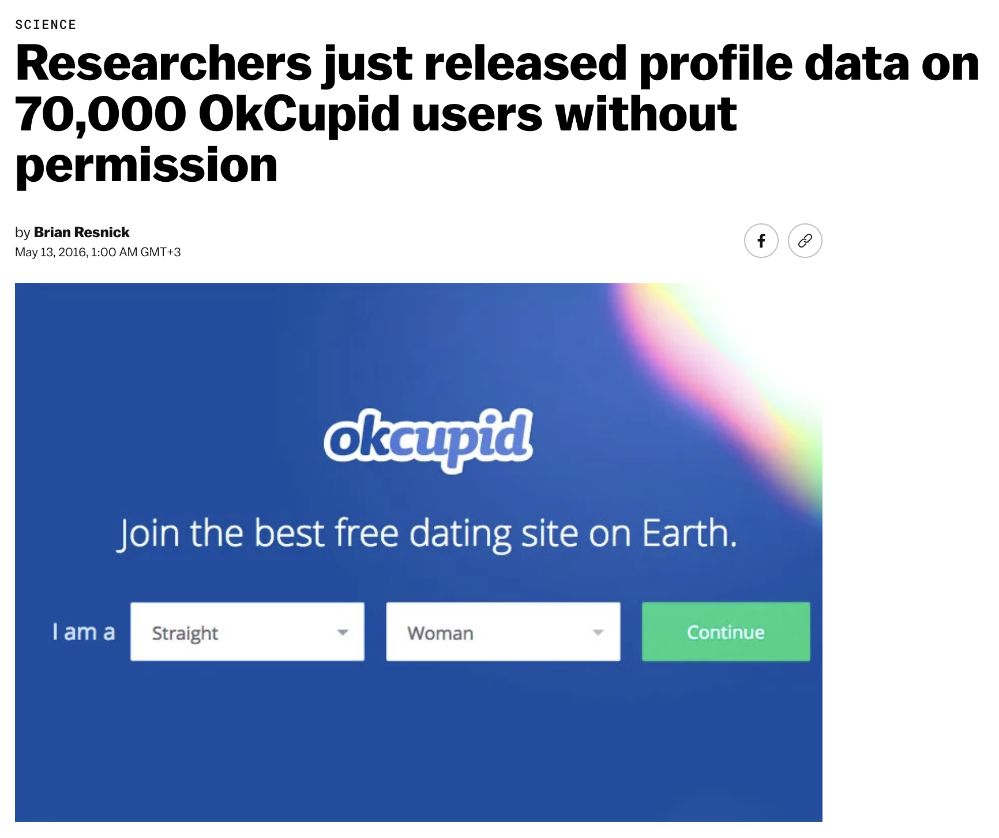 SCIENCE
Researchers just released profile data on
70,000 OkCupid users without
permission
by Brian Resnick
May 13, 2016, 1:00 AM GMT+3
okcupid
Join the best free dating site on Earth.
I am a Straight Woman Continue